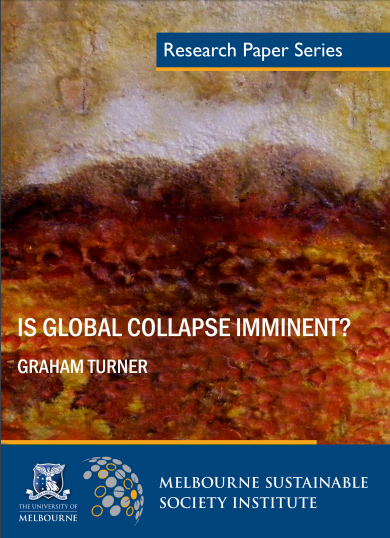 Research Paper Series
IS GLOBAL COLLAPSE IMMINENT?
GRAHAM TURNER
THE UNIVERSITY OF
MELBOURNE
MELBOURNE SUSTAINABLE
SOCIETY INSTITUTE